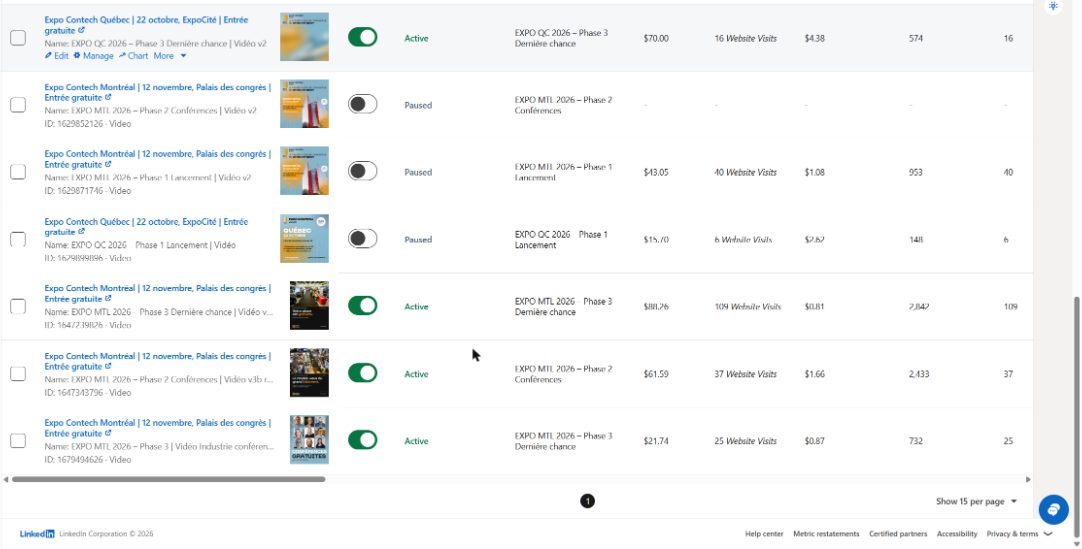 Expo Contech Québec | 22 octobre, ExpoCité | Entrée
gratuite
Name: EXPO QC 2026 – Phase 3 Dernière chance | Vidéo v2
Edit Manage Chart More
Active
EXPO QC 2026 – Phase 3
Dernière chance
$70.00
16 Website Visits
$4.38
574
16
Expo Contech Montréal | 12 novembre, Palais des congrès |
Entrée gratuite
Name: EXPO MTL 2026 – Phase 2 Conférences | Vidéo v2
ID: 1629852126 - Video
Paused
EXPO MTL 2026 – Phase 2
Conférences
-
-
-
-
-
Expo Contech Montréal | 12 novembre, Palais des congrès |
Entrée gratuite
Name: EXPO MTL 2026 – Phase 1 Lancement | Vidéo v2
ID: 1629871746 - Video
Paused
EXPO MTL 2026 – Phase 1
Lancement
$43.05
40 Website Visits
$1.08
953
40
Expo Contech Québec | 22 octobre, ExpoCité | Entrée
gratuite
Name: EXPO QC 2026 Phase 1 Lancement | Vidéo
ID: 1629899896 - Video
QUÉBEC
Paused
EXPO QC 2026 Phase 1
Lancement
$15.70
6 Website Visits
$2.62
148
6
Expo Contech Montréal | 12 novembre, Palais des congrès |
Entrée gratuite
Name: EXPO MTL 2026 Phase 3 Dernière chance | Vidéo v...
ID: 1647239826 - Video
Active
EXPO MTL 2026 Phase 3
Dernière chance
$88.26
109 Website Visits
$0.81
2,842
109
Expo Contech Montréal | 12 novembre, Palais des congrès |
Entrée gratuite
Name: EXPO MTL 2026 – Phase 2 Conférences | Vidéo v3b r...
ID: 1647343796 - Video
Active
EXPO MTL 2026 – Phase 2
Conférences
$61.59
37 Website Visits
$1.66
2,433
37
Expo Contech Montréal | 12 novembre, Palais des congrès |
Entrée gratuite
Name: EXPO MTL 2026 – Phase 3 | Vidéo Industrie conféren...
ID: 1679494626 - Video
GRATUITES
Active
EXPO MTL 2026 – Phase 3
Dernière chance
$21.74
25 Website Visits
$0.87
732
25
1
Show 15 per page
LinkedIn LinkedIn Corporation © 2026
Help center Metric restatements Certified partners Accessibility Privacy & terms